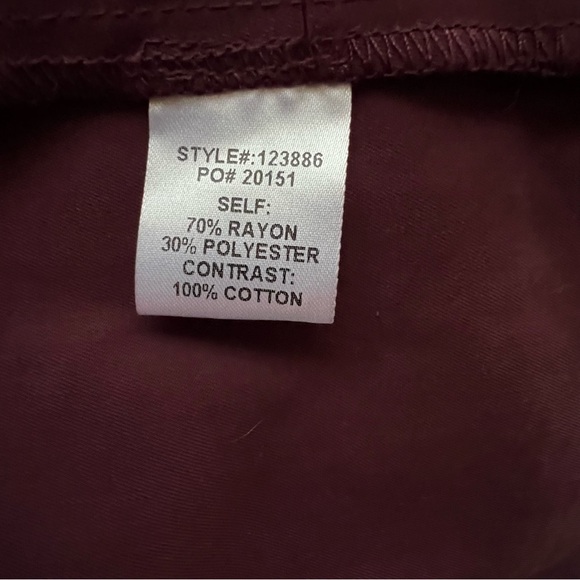 STYLE#:123886
PO# 20151
SELF:
70% RAYON
30% POLYESTER
CONTRAST:
100% COTTON